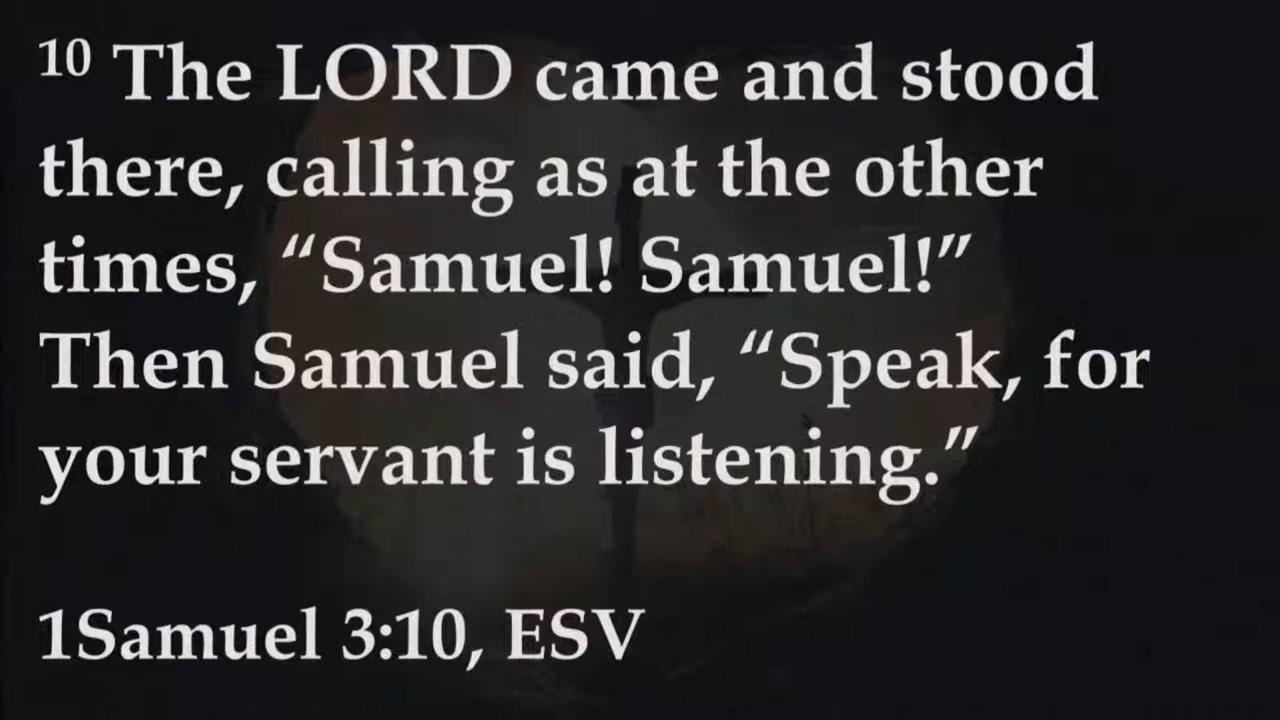 10 The LORD came and stood
there, calling as at the other
times, “Samuel! Samuel!”
Then Samuel said, “Speak, for
your servant is listening.”
1Samuel 3:10, ESV